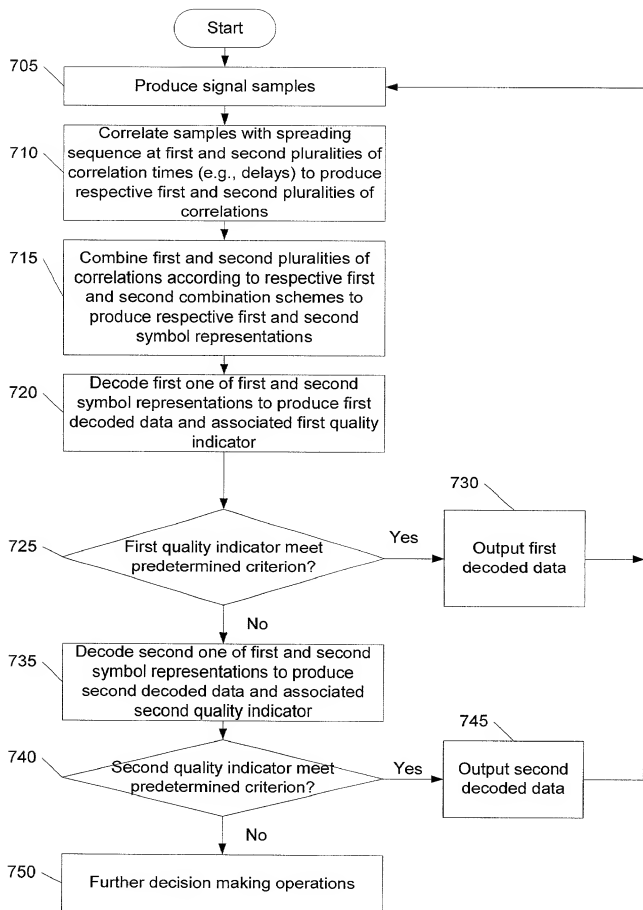 Start
705
Produce signal samples
710
Correlate samples with spreading
sequence at first and second pluralities of
correlation times (e.g., delays) to produce
respective first and second pluralities of
correlations
715
Combine first and second pluralities of
correlations according to respective first
and second combination schemes to
produce respective first and second
symbol representations
720
Decode first one of first and second
symbol representations to produce first
decoded data and associated first quality
indicator
725
First quality indicator meet
predetermined criterion?
Yes
730
Output first
decoded data
No
735
Decode second one of first and second
symbol representations to produce
second decoded data and associated
second quality indicator
740
Second quality indicator meet
predetermined criterion?
Yes
745
Output second
decoded data
No
750
Further decision making operations